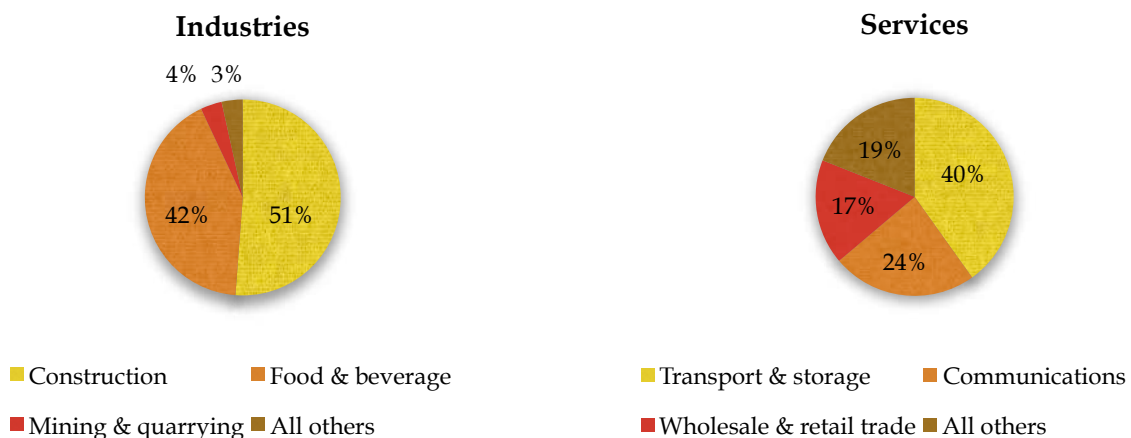 Industries
4% 3%
42% 51%
Construction Food & beverage
Mining & quarrying All others
Services
19% 40%
17%
24%
Transport & storage Communications
Wholesale & retail trade All others